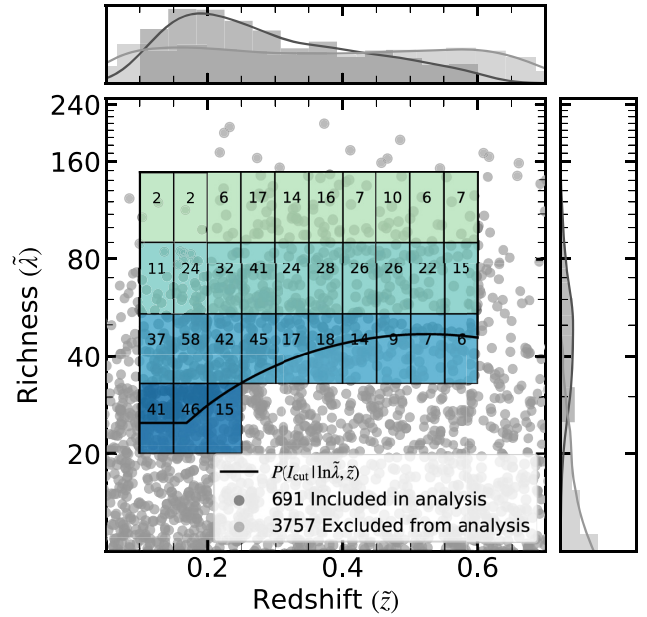 240
160
80
40
20
Richness (λ̃)
2 2 6 17 14 16 7 10 6 7
11 24 32 41 24 28 26 26 22 15
37 58 42 45 17 18 14 9 7 6
41 46 15
P(I_cut | ln λ̃, z̃)
691 Included in analysis
3757 Excluded from analysis
0.2 0.4 0.6
Redshift (z̃)